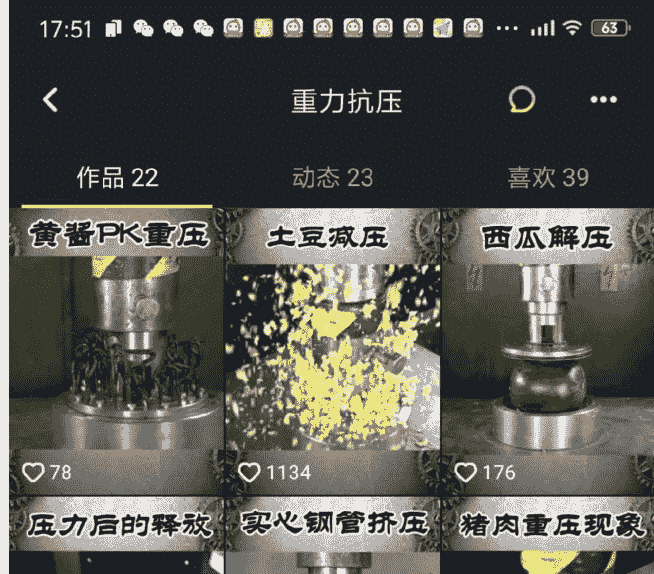 17:51 63
重力抗压
作品 22 动态 23 喜欢 39
黄酱PK重压 土豆减压 西瓜解压
78 1134 176
压力后的释放 实心钢管挤压 猪肉重压现象